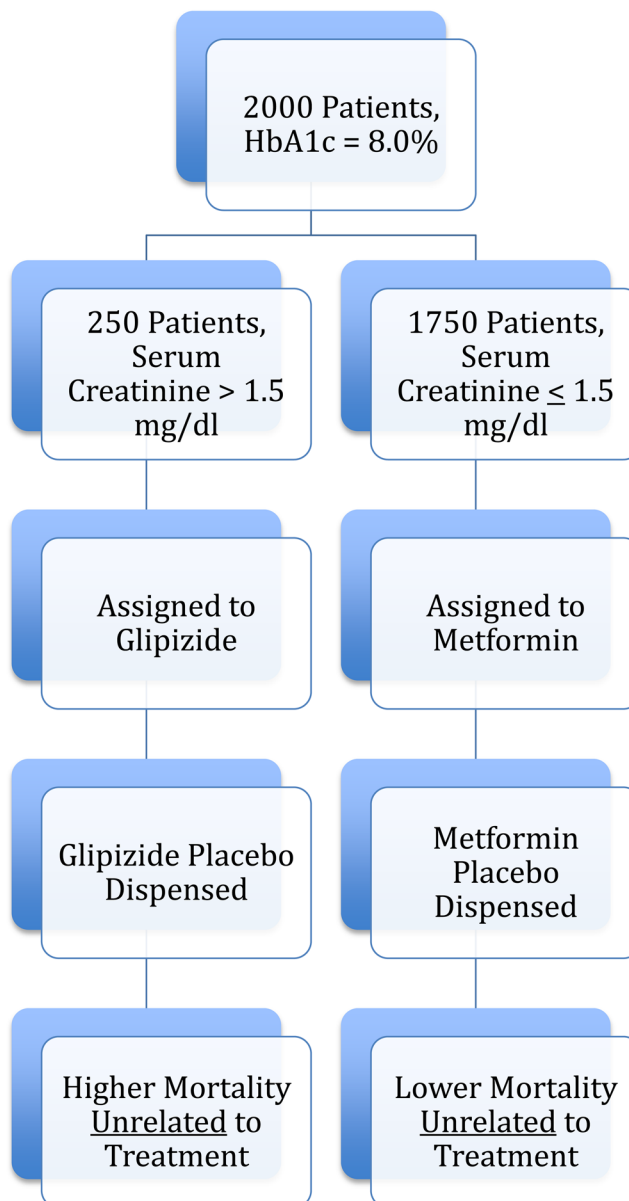 2000 Patients,
HbA1c = 8.0%
250 Patients,
Serum
Creatinine > 1.5
mg/dl
1750 Patients,
Serum
Creatinine ≤ 1.5
mg/dl
Assigned to
Glipizide
Assigned to
Metformin
Glipizide Placebo
Dispensed
Metformin
Placebo
Dispensed
Higher Mortality
Unrelated to
Treatment
Lower Mortality
Unrelated to
Treatment